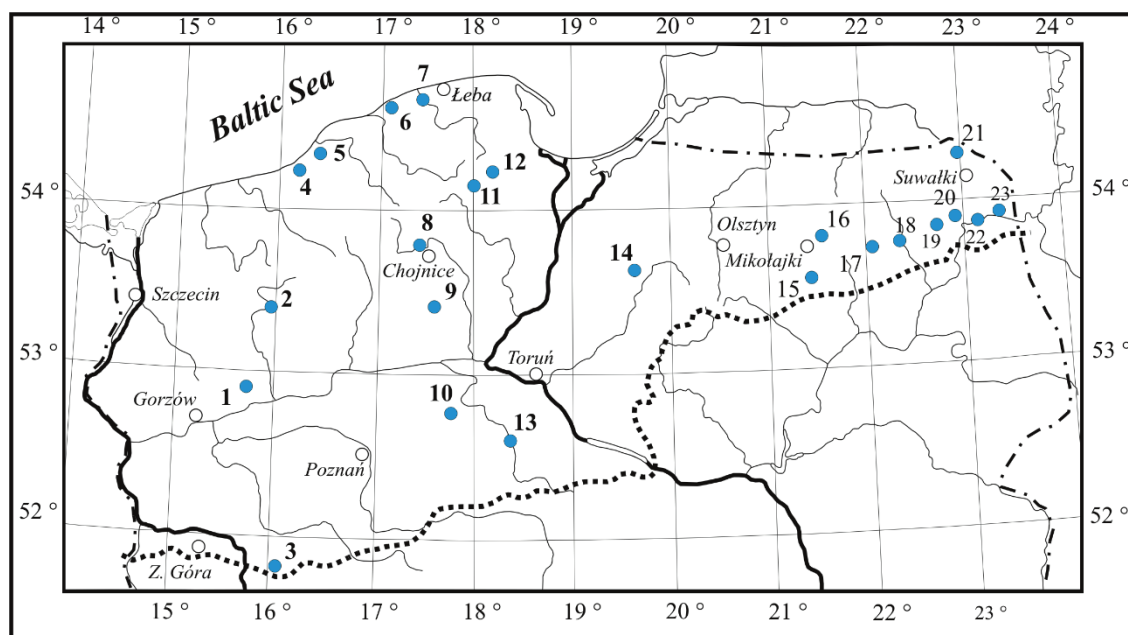 14 ° 15 ° 16 ° 17 ° 18 ° 19 ° 20 ° 21 ° 22 ° 23 ° 24 °
Baltic Sea
7
Łeba
6
5
4
12
11
21
Suwałki
54 °
54 °
8
Chojnice
9
Olsztyn
16
Mikołajki
15
17
18
19
20
22
23
14
Szczecin
2
53 °
53 °
Toruń
1
Gorzów
10
13
Poznań
52 °
52 °
3
Z. Góra
15 ° 16 ° 17 ° 18 ° 19 ° 20 ° 21 ° 22 ° 23 °